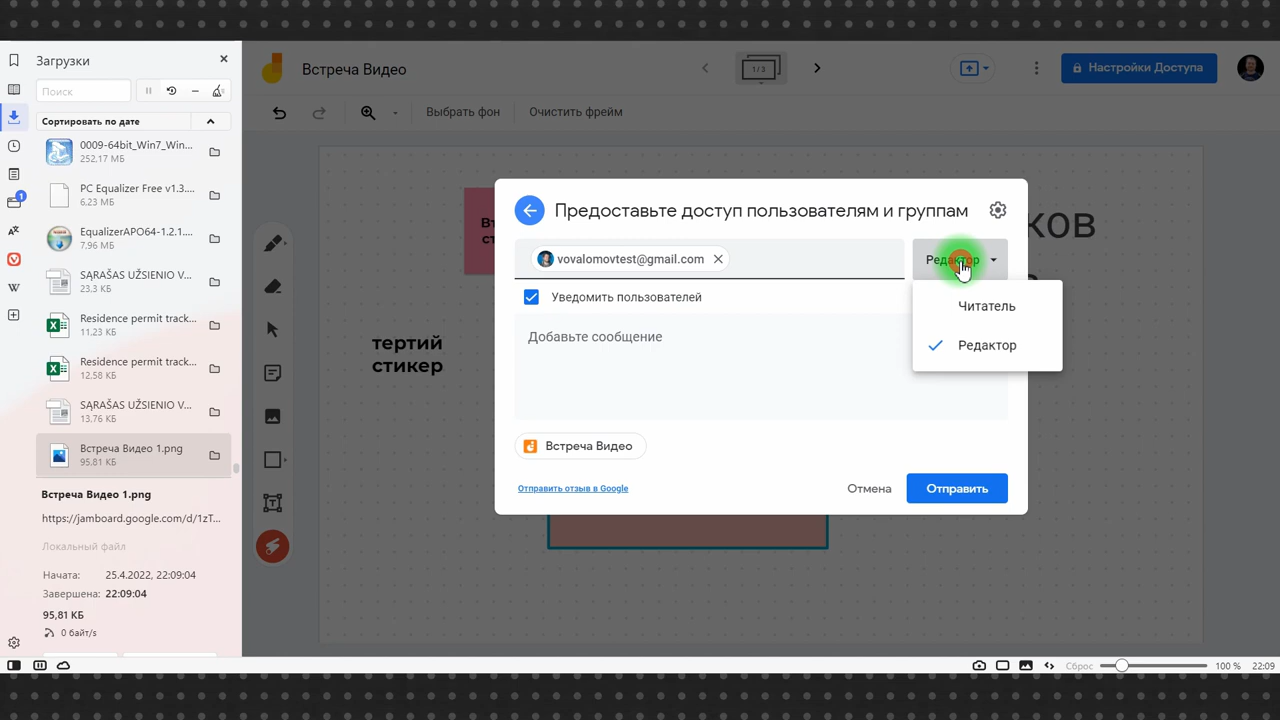 Загрузки
Поиск
Сортировать по дате
0009-64bit_Win7_Win...
252.17 МБ
PC Equalizer Free v1.3....
6.23 МБ
EqualizerAPO64-1.2.1....
7,96 МБ
SĄRAŠAS UŽSIENIO V...
23,3 КБ
Residence permit track...
11,23 КБ
Residence permit track...
12,58 КБ
SĄRAŠAS UŽSIENIO V...
13,76 КБ
Встреча Видео 1.png
95,81 КБ
Встреча Видео 1.png
https://jamboard.google.com/d/1zT...
Локальный файл
Начата: 25.4.2022, 22:09:04
Завершена: 22:09:04
95,81 КБ
0 байт/s
1
Встреча Видео
1 / 3
Настройки Доступа
Выбрать фон
Очистить фрейм
Вт
ст
ков
тертий
стикер
Предоставьте доступ пользователям и группам
vovalomovtest@gmail.com
Редактор
Уведомить пользователей
Читатель
Редактор
Добавьте сообщение
Встреча Видео
Отправить отзыв в Google
Отмена
Отправить
Сброс
100 %
22:09